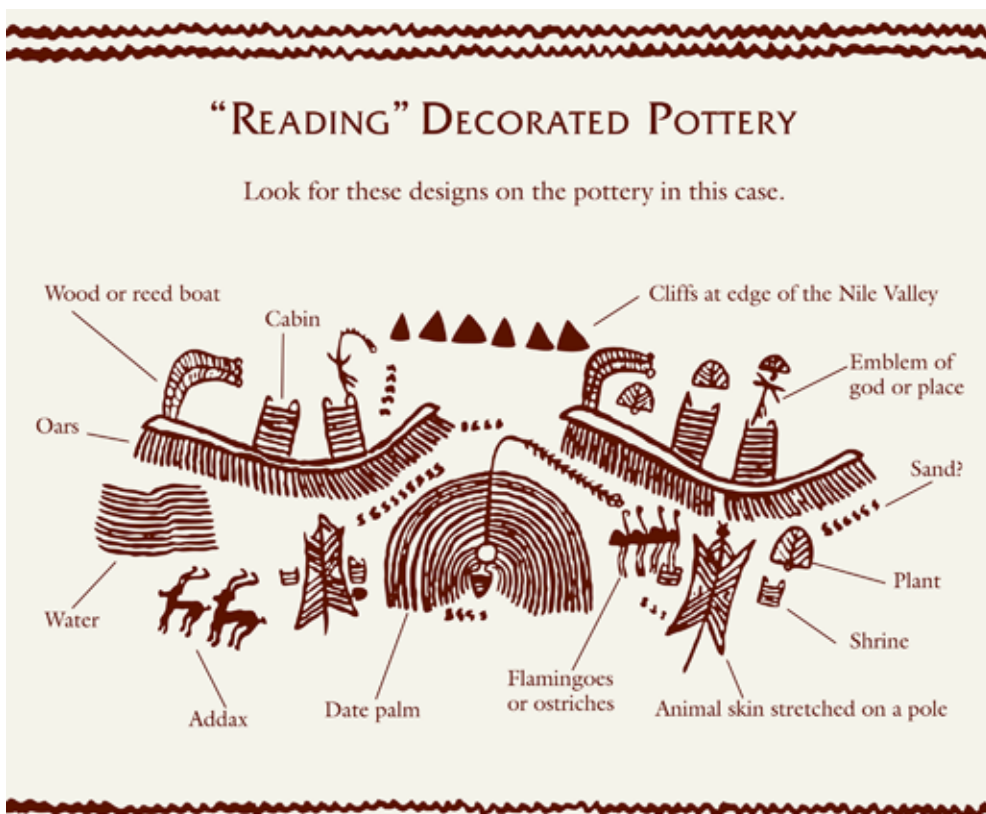 “READING” DECORATED POTTERY
Look for these designs on the pottery in this case.
Wood or reed boat
Cabin
Cliffs at edge of the Nile Valley
Emblem of
god or place
Oars
Sand?
Water
Plant
Shrine
Addax
Date palm
Flamingoes
or ostriches
Animal skin stretched on a pole